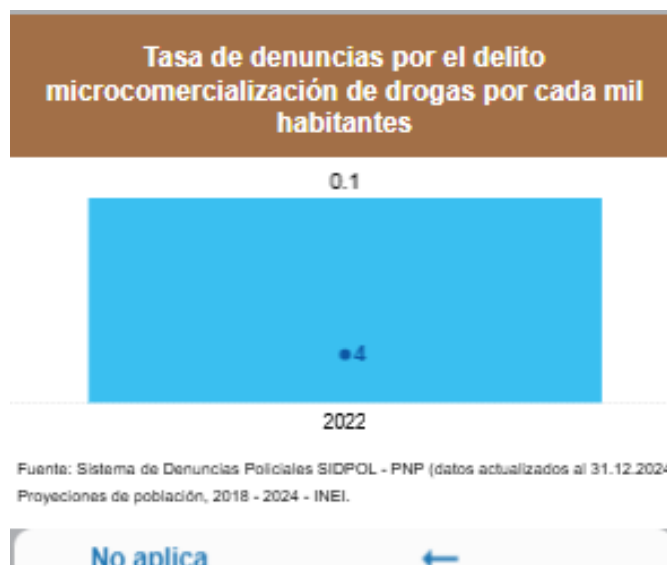 Tasa de denuncias por el delito
microcomercialización de drogas por cada mil
habitantes
0.1
4
2022
Fuente: Sistema de Denuncias Policiales SIDPOL - PNP (datos actualizados al 31.12.2024
Proyeciones de población, 2018 - 2024 - INEI.
No aplica